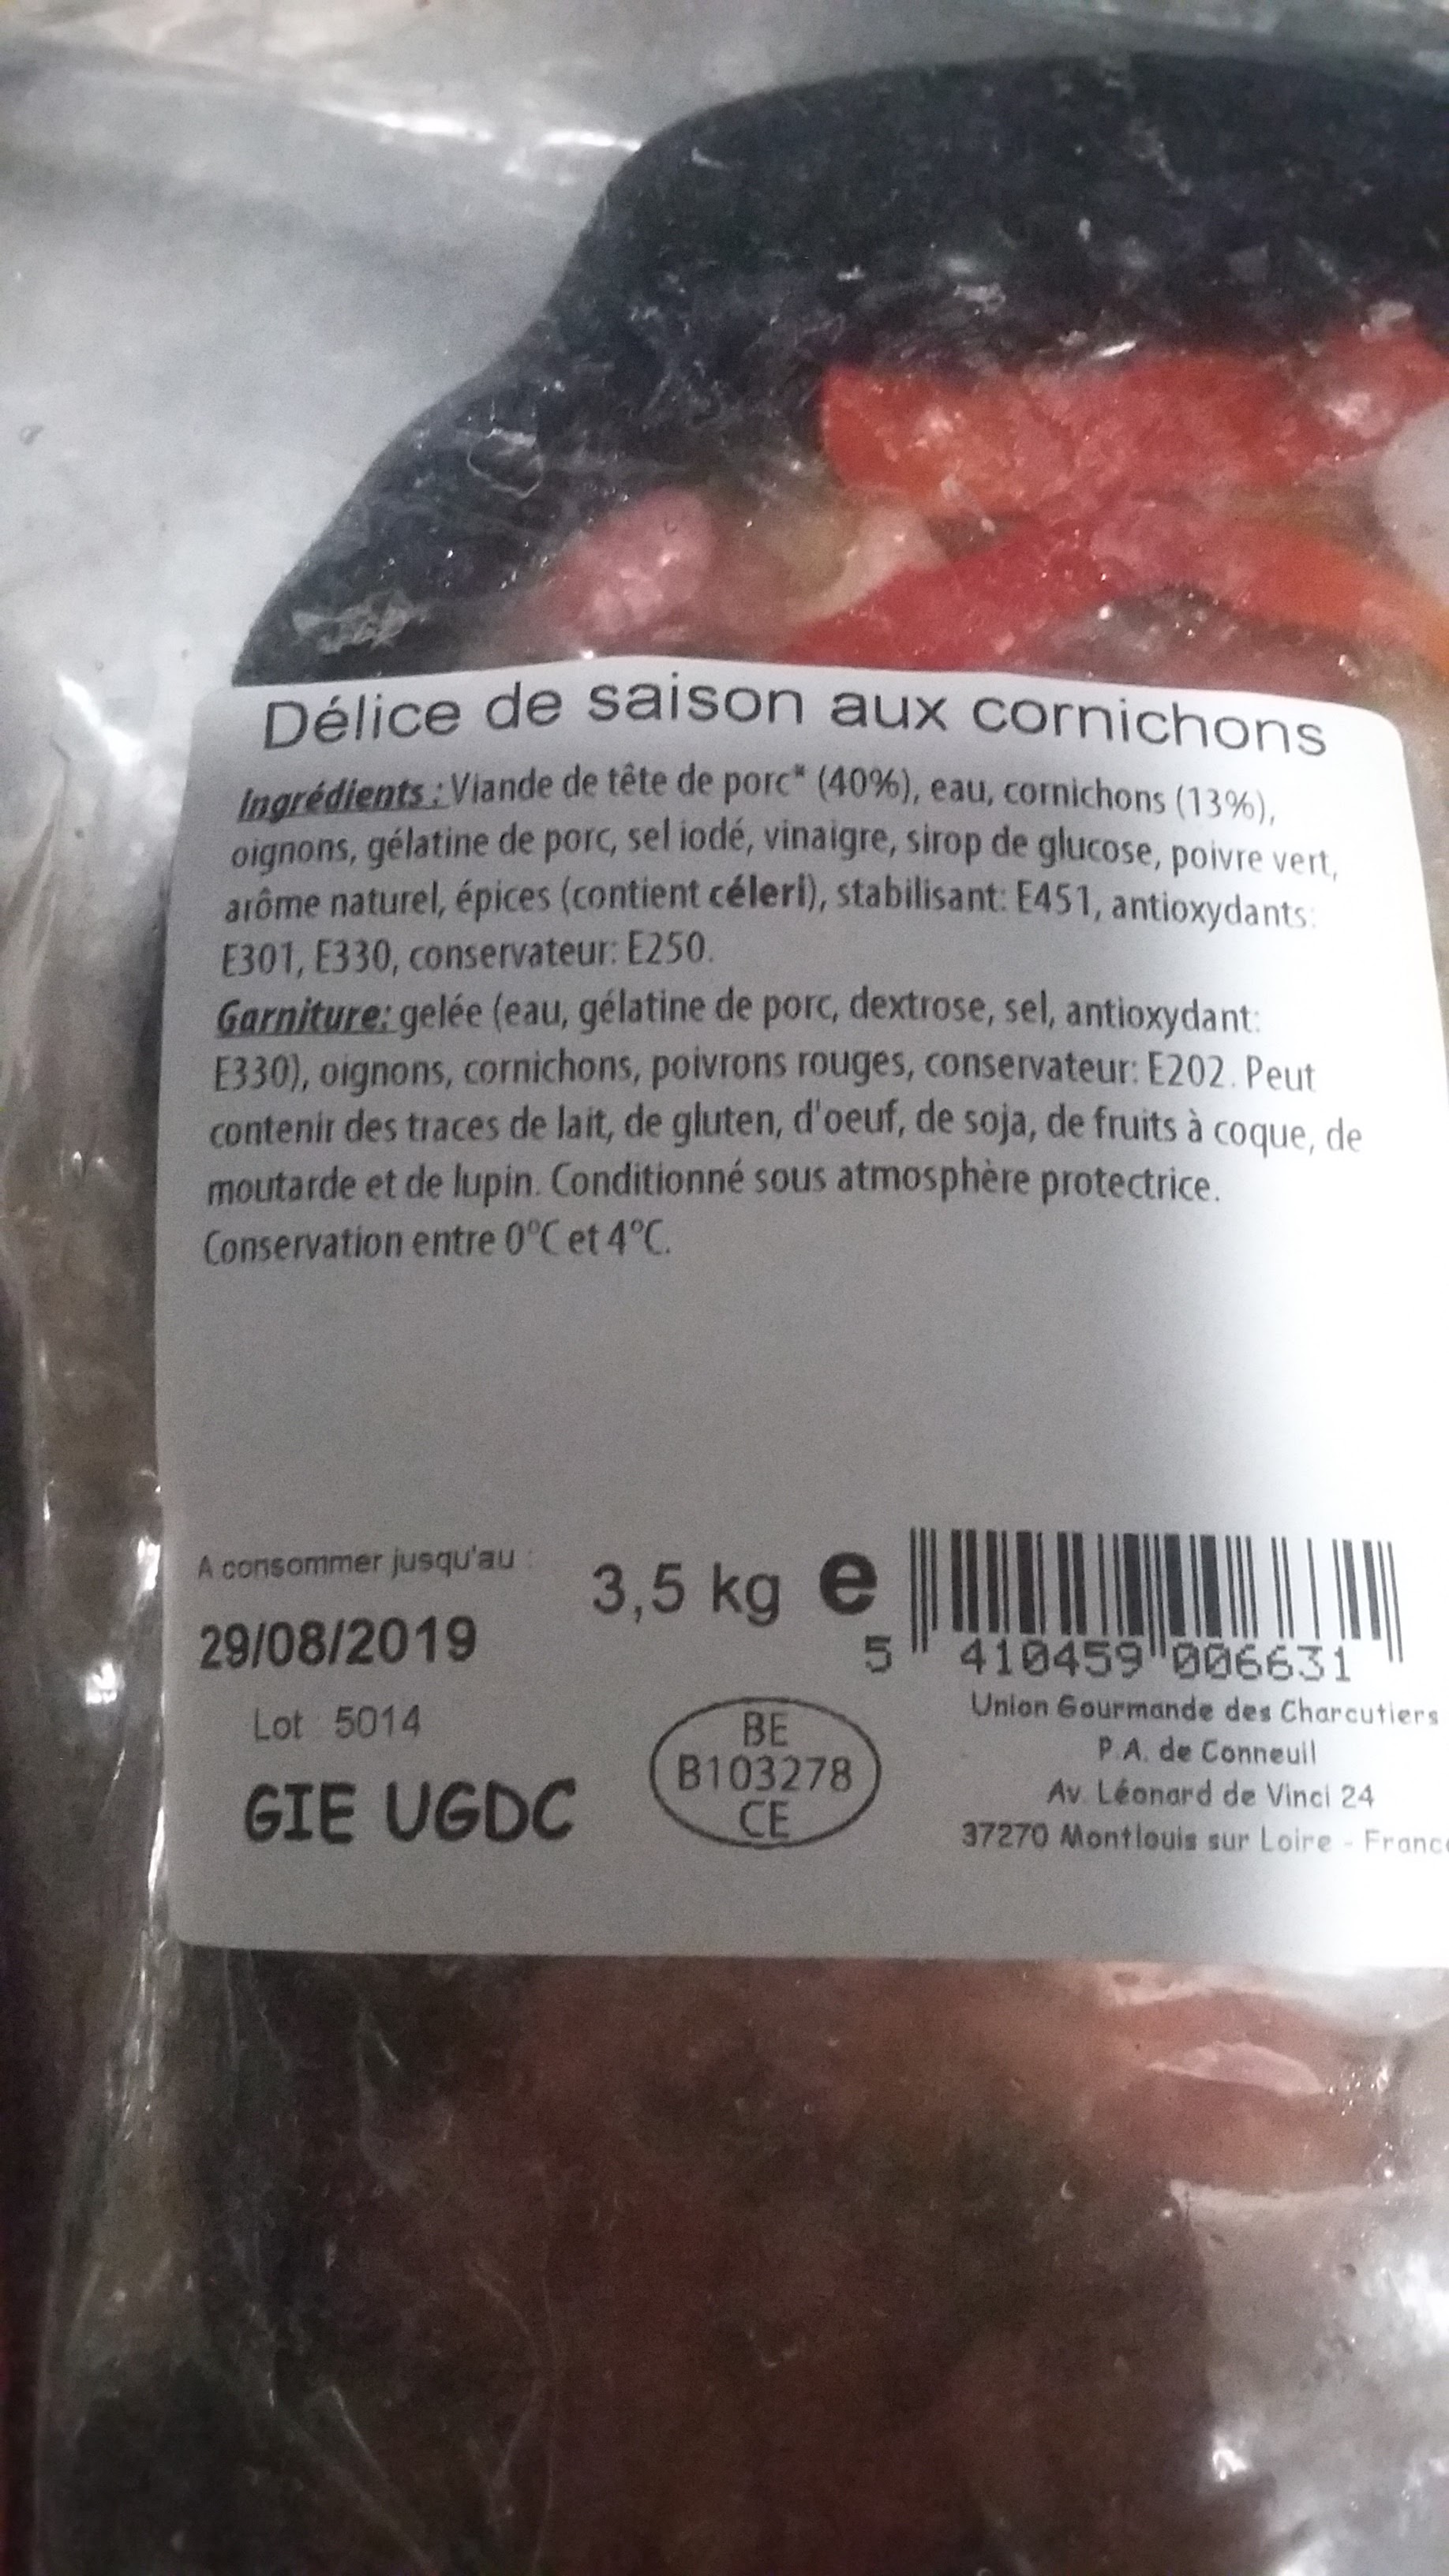 Délice de saison aux cornichons
Ingrédients : Viande de tête de porc* (40%), eau, cornichons (13%),
oignons, gélatine de porc, sel iodé, vinaigre, sirop de glucose, poivre vert,
arôme naturel, épices (contient céleri), stabilisant: E451, antioxydants:
E301, E330, conservateur: E250.
Garniture: gelée (eau, gélatine de porc, dextrose, sel, antioxydant:
E330), oignons, cornichons, poivrons rouges, conservateur: E202. Peut
contenir des traces de lait, de gluten, d'oeuf, de soja, de fruits à coque, de
moutarde et de lupin. Conditionné sous atmosphère protectrice.
Conservation entre 0°C et 4°C.
A consommer jusqu'au :
29/08/2019
3,5 kg e
5 410459 006631
Lot 5014
GIE UGDC
BE
B103278
CE
Union Gourmande des Charcutiers
P.A. de Conneuil
Av. Léonard de Vinci 24
37270 Montlouis sur Loire - France